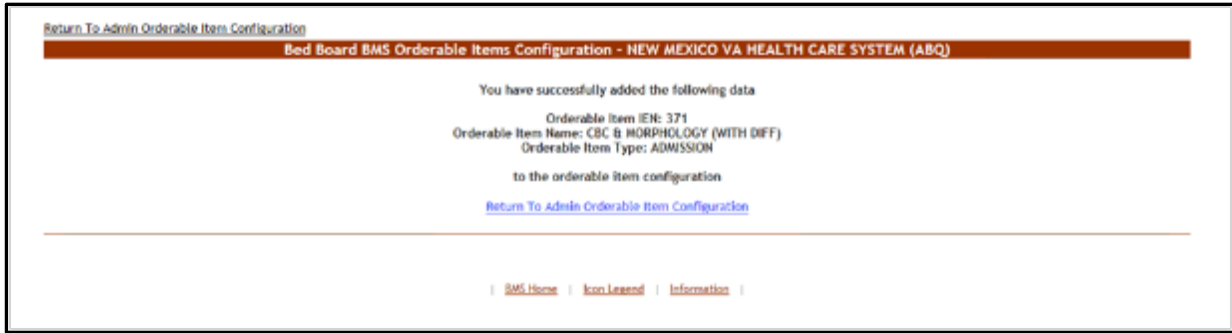 Return To Admin Orderable Item Configuration
Bed Board BMS Orderable Items Configuration - NEW MEXICO VA HEALTH CARE SYSTEM (ABQ)
You have successfully added the following data
Orderable Item IEN: 371
Orderable Item Name: CBC & MORPHOLOGY (WITH DIFF)
Orderable Item Type: ADMISSION
to the orderable item configuration
Return To Admin Orderable Item Configuration
| BMS Home | Icon Legend | Information |